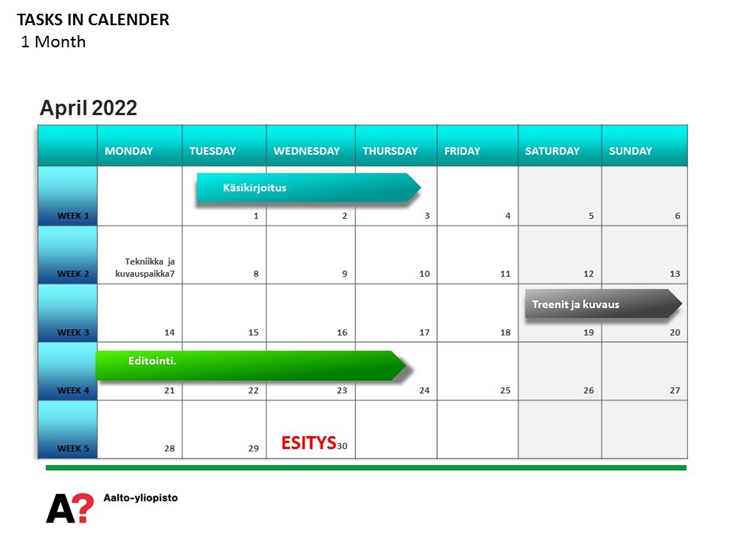 TASKS IN CALENDER
1 Month
April 2022
MONDAY TUESDAY WEDNESDAY THURSDAY FRIDAY SATURDAY SUNDAY
Käsikirjoitus
WEEK 1 1 2 3 4 5 6
Tekniikka ja
WEEK 2 kuvauspaikka7 8 9 10 11 12 13
Treenit ja kuvaus
WEEK 3 14 15 16 17 18 19 20
Editointi.
WEEK 4 21 22 23 24 25 26 27
WEEK 5 28 29 ESITYS30
A? Aalto-yliopisto